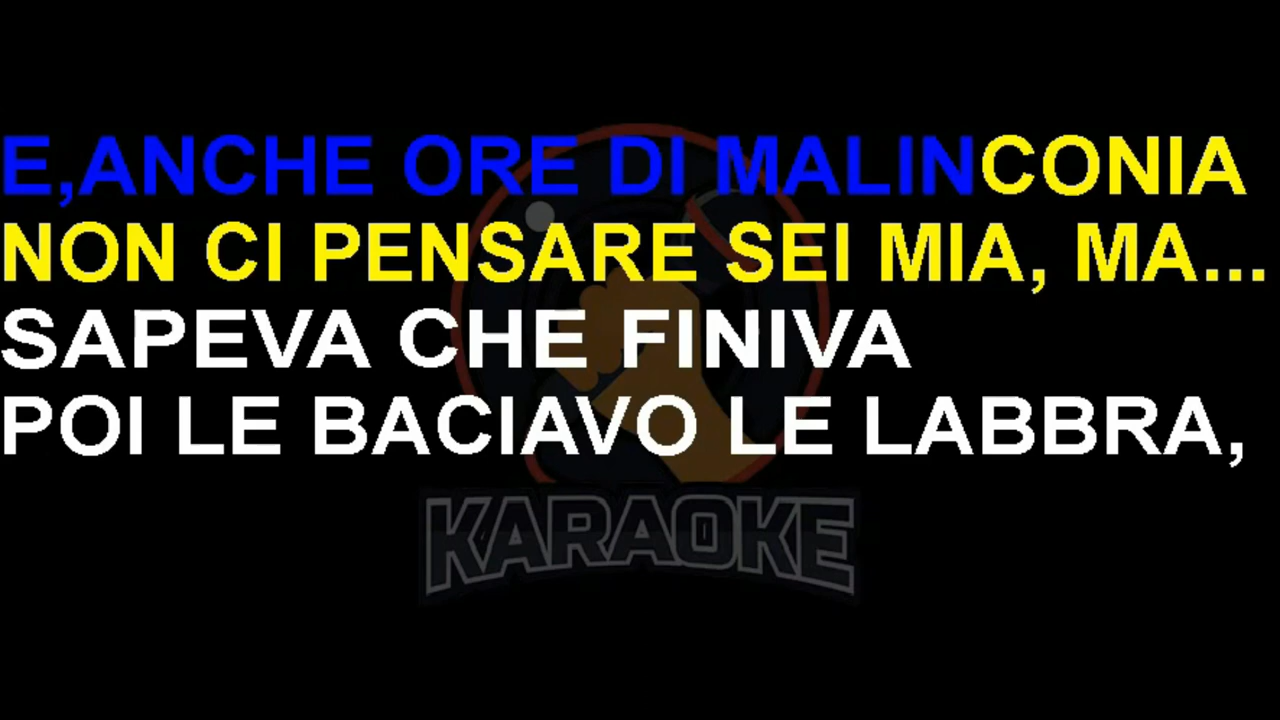 E,ANCHE ORE DI MALINCONIA
NON CI PENSARE SEI MIA, MA...
SAPEVA CHE FINIVA
POI LE BACIAVO LE LABBRA,
KARAOKE